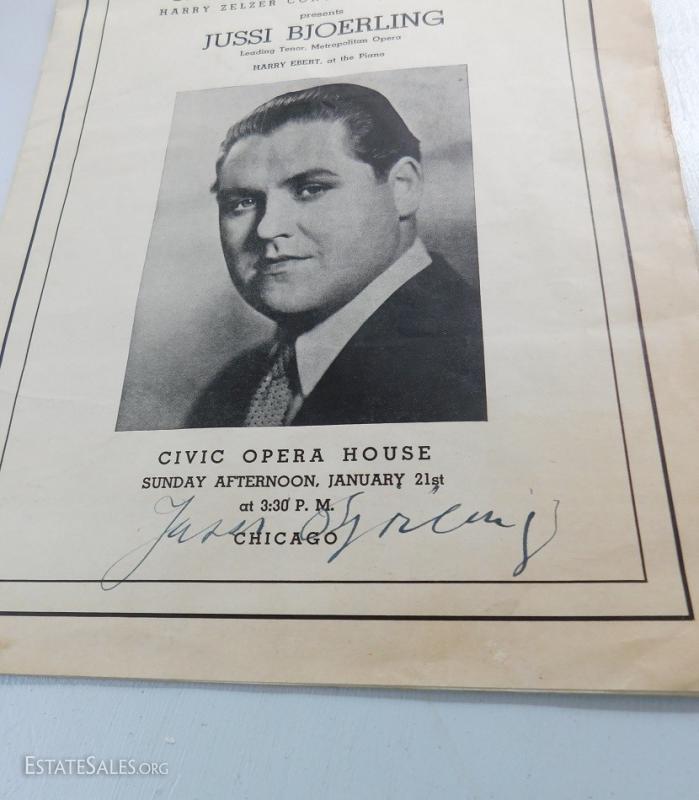 HARRY ZELZER
presents
JUSSI BJOERLING
Leading Tenor, Metropolitan Opera
HARRY EBERT, at the Piano
CIVIC OPERA HOUSE
SUNDAY AFTERNOON, JANUARY 21st
at 3:30 P. M.
CHICAGO
Jussi Bjoerling
ESTATESALES.ORG